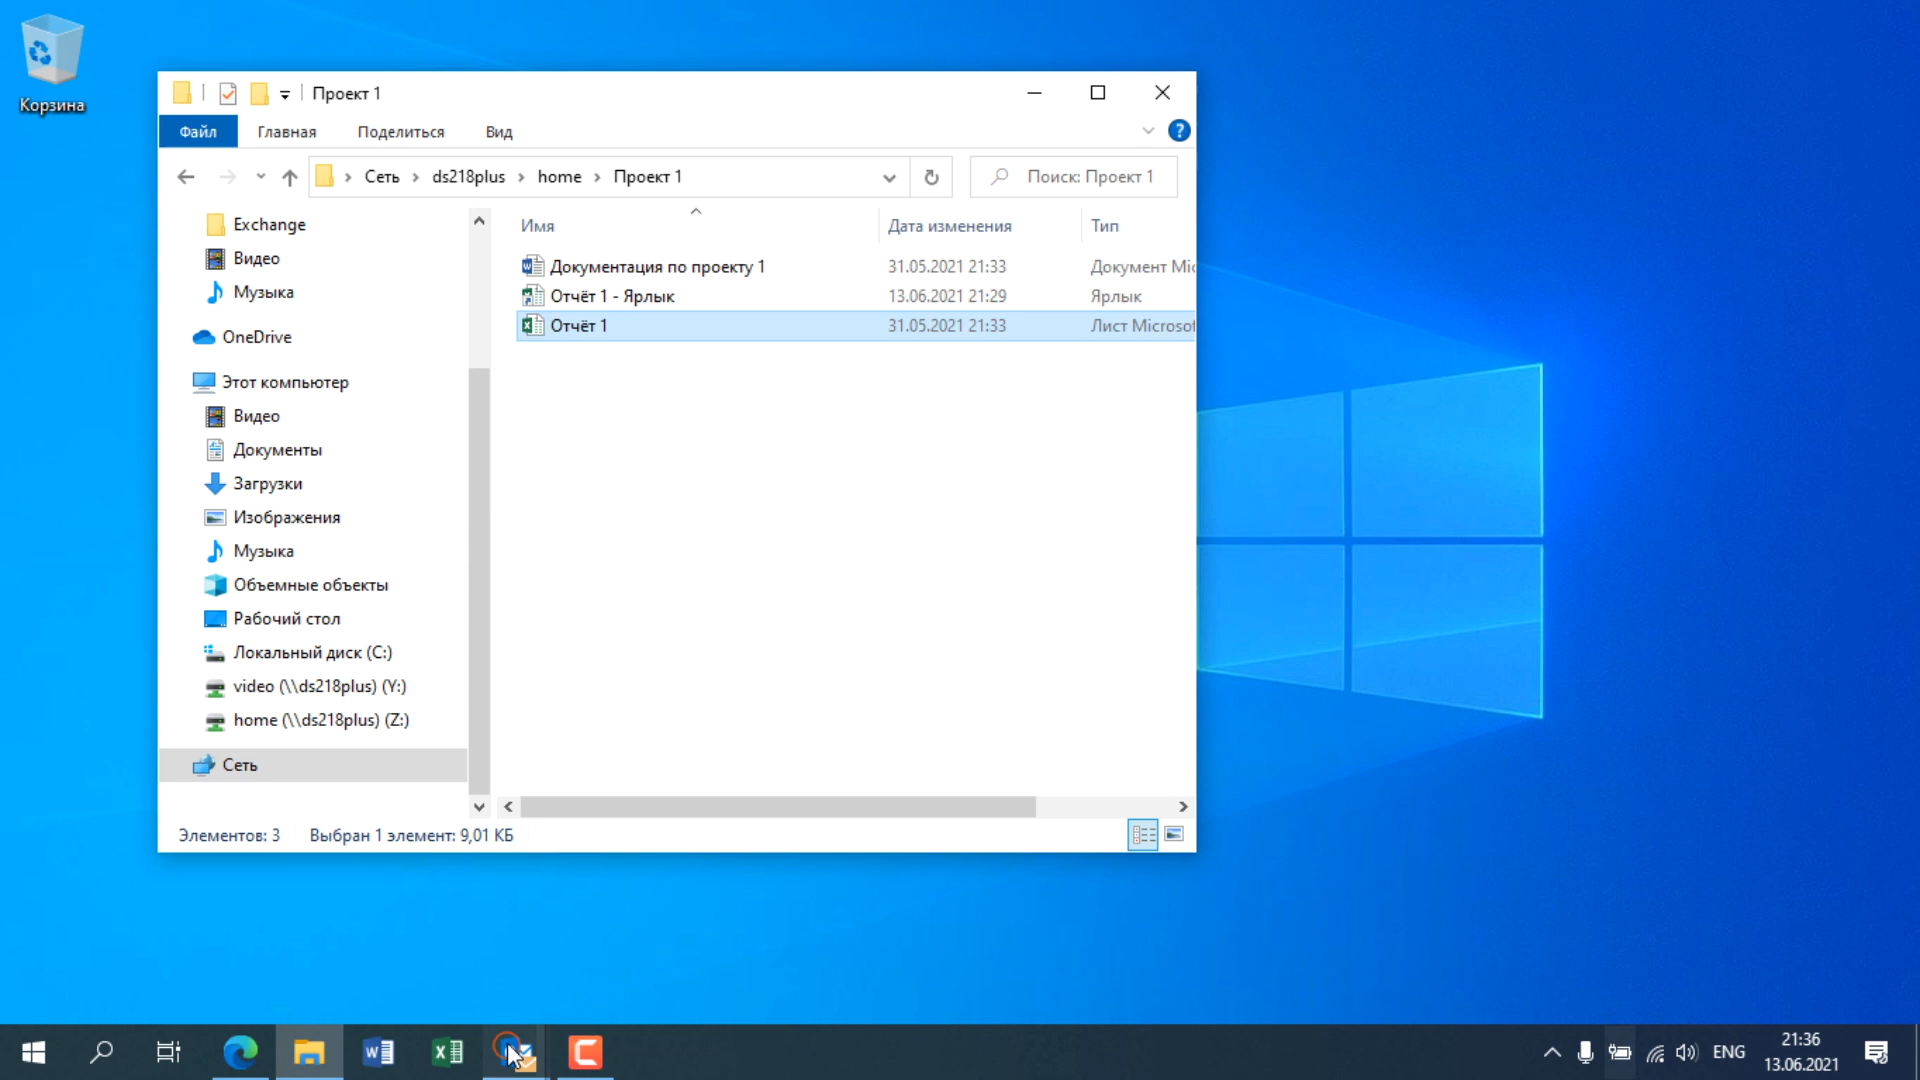 Корзина
Проект 1
Файл Главная Поделиться Вид
Сеть ds218plus home Проект 1
Поиск: Проект 1
Exchange
Видео
Музыка
OneDrive
Этот компьютер
Видео
Документы
Загрузки
Изображения
Музыка
Объемные объекты
Рабочий стол
Локальный диск (C:)
video (\\ds218plus) (Y:)
home (\\ds218plus) (Z:)
Сеть
Имя Дата изменения Тип
Документация по проекту 1 31.05.2021 21:33 Документ Mic
Отчёт 1 - Ярлык 13.06.2021 21:29 Ярлык
Отчёт 1 31.05.2021 21:33 Лист Microsof
Элементов: 3 Выбран 1 элемент: 9,01 КБ
ENG
21:36
13.06.2021